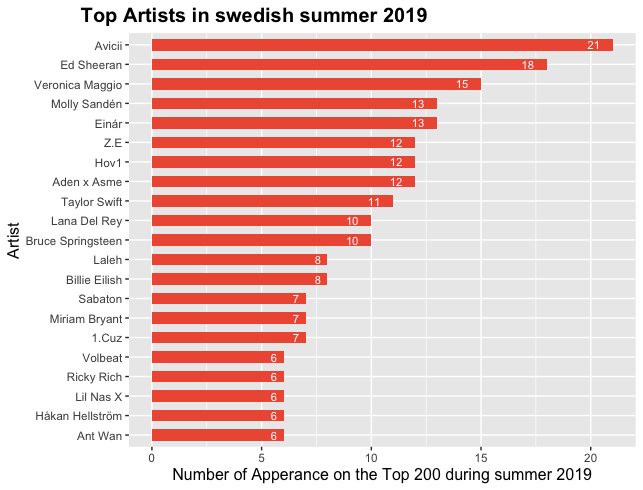 Top Artists in swedish summer 2019
Avicii 21
Ed Sheeran 18
Veronica Maggio 15
Molly Sandén 13
Einár 13
Z.E 12
Hov1 12
Aden x Asme 12
Taylor Swift 11
Lana Del Rey 10
Bruce Springsteen 10
Laleh 8
Billie Eilish 8
Sabaton 7
Miriam Bryant 7
1.Cuz 7
Volbeat 6
Ricky Rich 6
Lil Nas X 6
Håkan Hellström 6
Ant Wan 6
Artist
0 5 10 15 20
Number of Apperance on the Top 200 during summer 2019